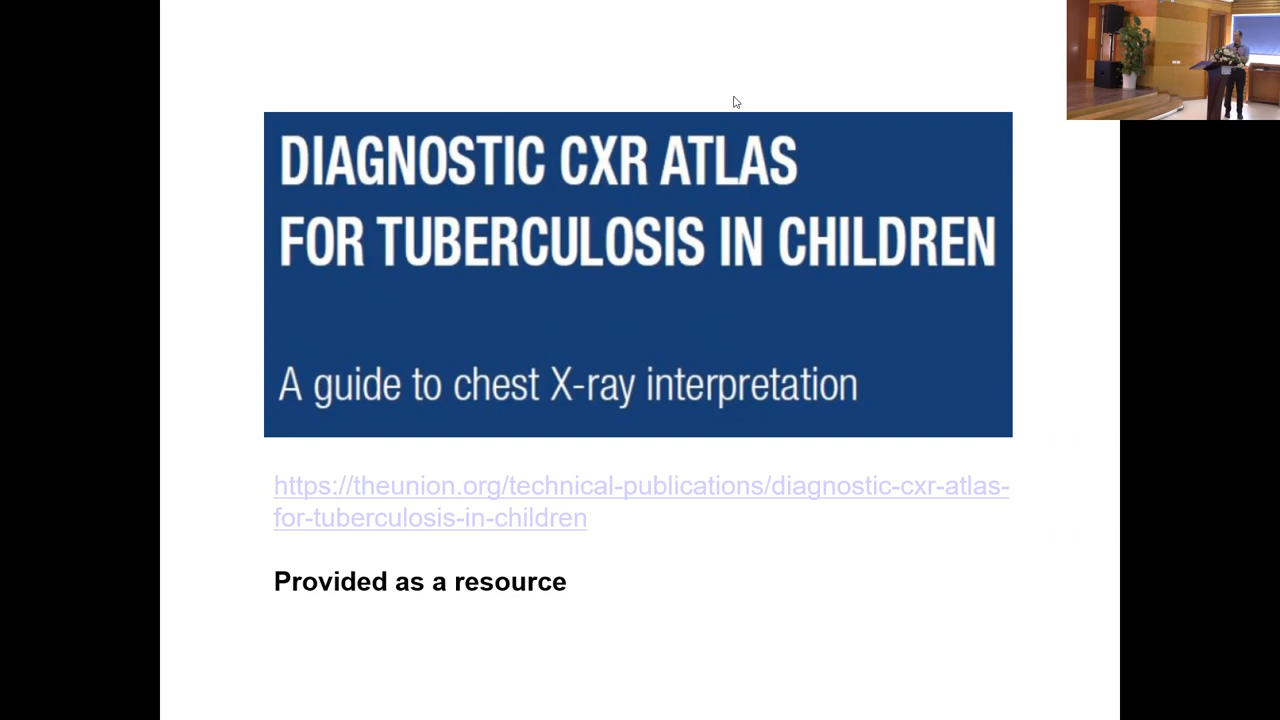 DIAGNOSTIC CXR ATLAS
FOR TUBERCULOSIS IN CHILDREN
A guide to chest X-ray interpretation
https://theunion.org/technical-publications/diagnostic-cxr-atlas-
for-tuberculosis-in-children
Provided as a resource